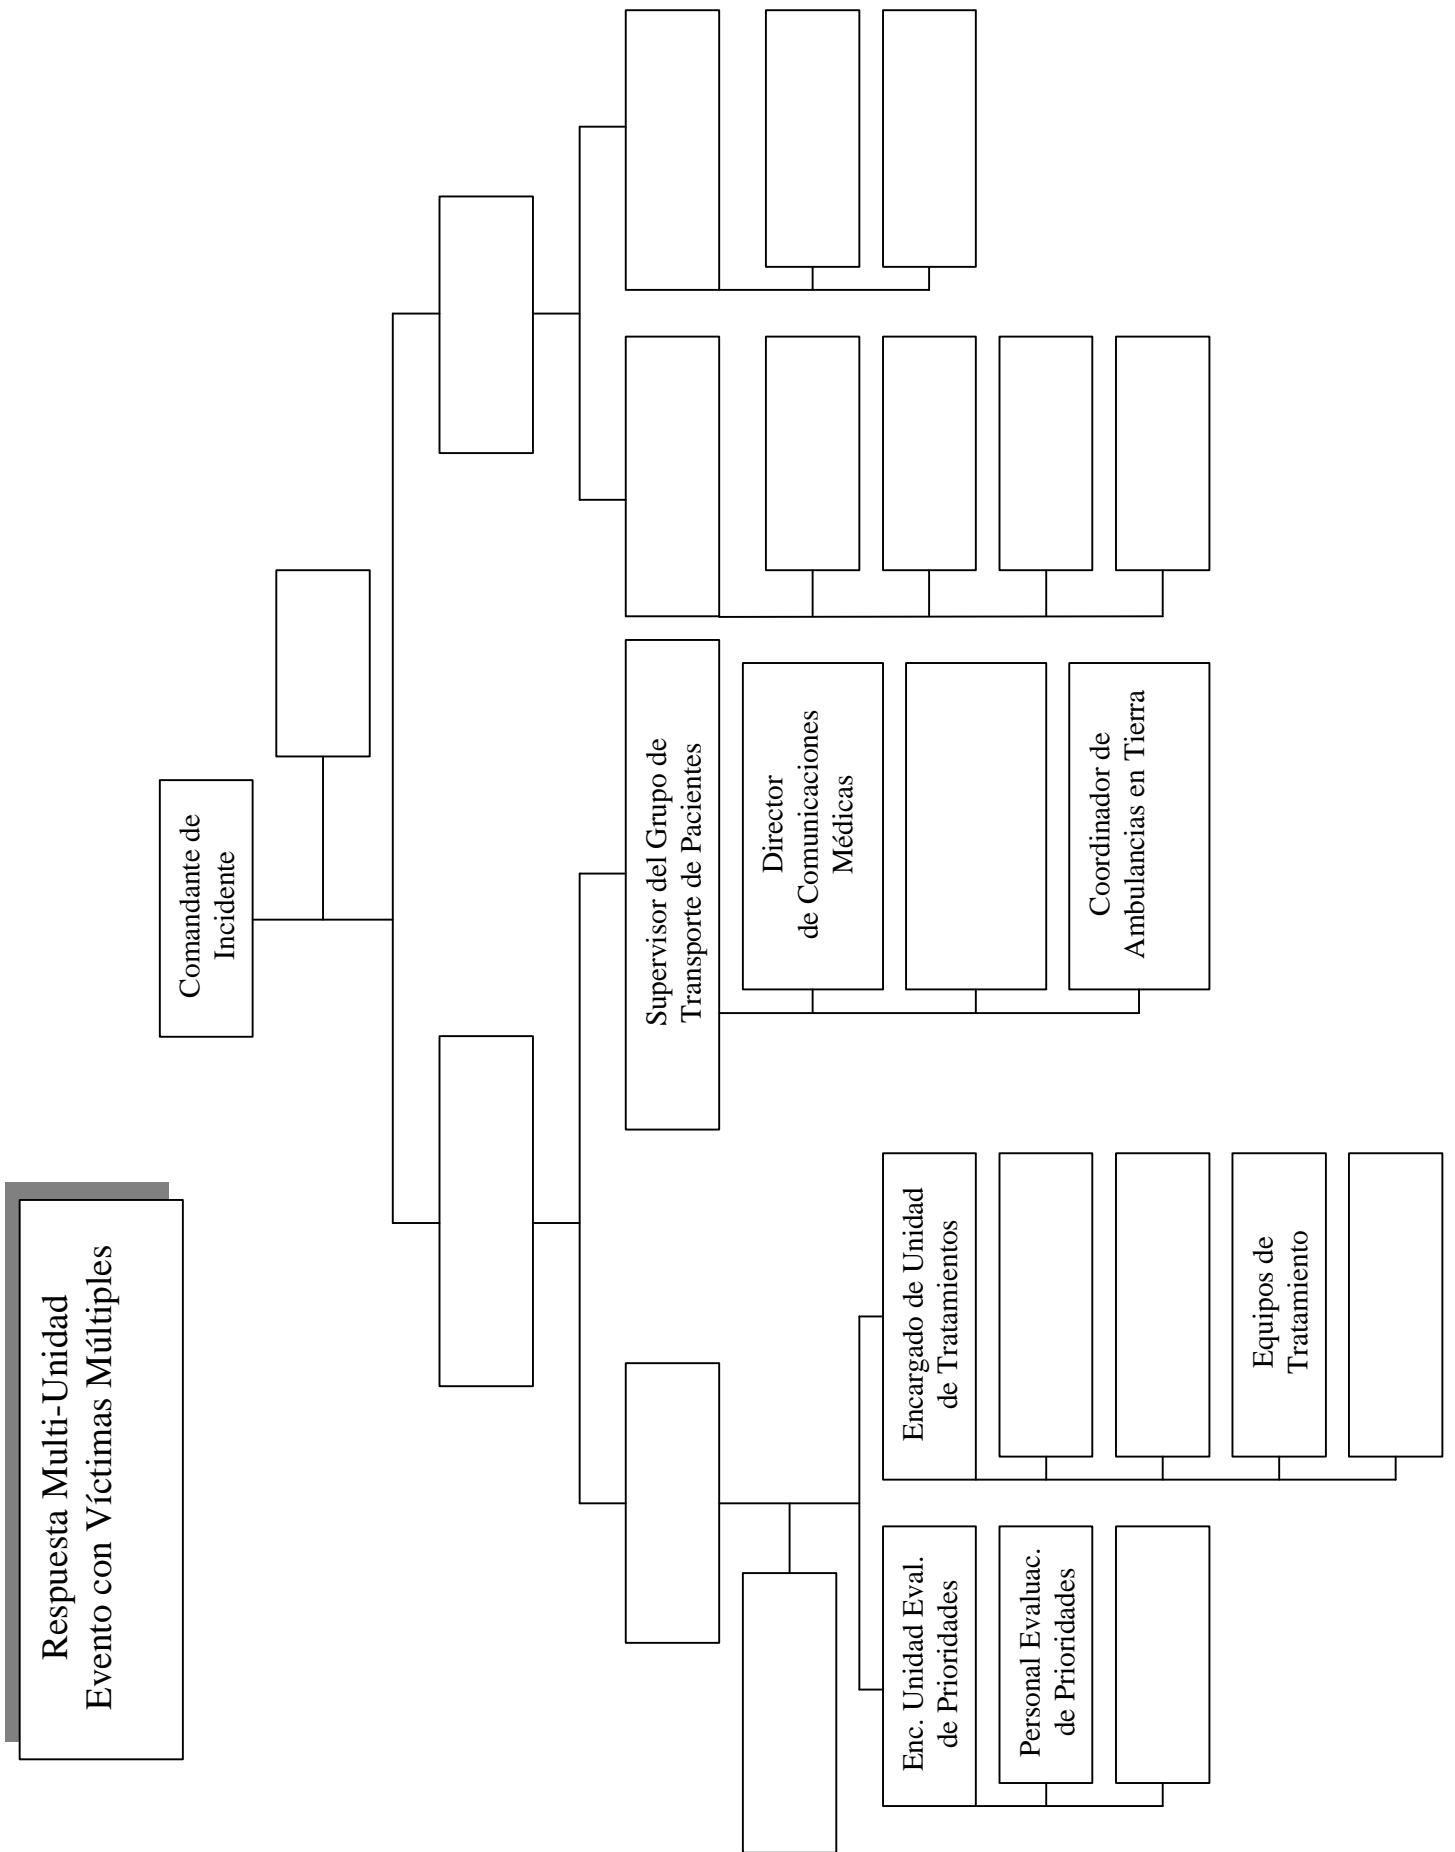 Respuesta Multi-Unidad
Evento con Víctimas Múltiples
Comandante de
Incidente
Supervisor del Grupo de
Transporte de Pacientes
Enc. Unidad Eval.
de Prioridades
Personal Evaluac.
de Prioridades
Encargado de Unidad
de Tratamientos
Equipos de
Tratamiento
Director
de Comunicaciones
Médicas
Coordinador de
Ambulancias en Tierra